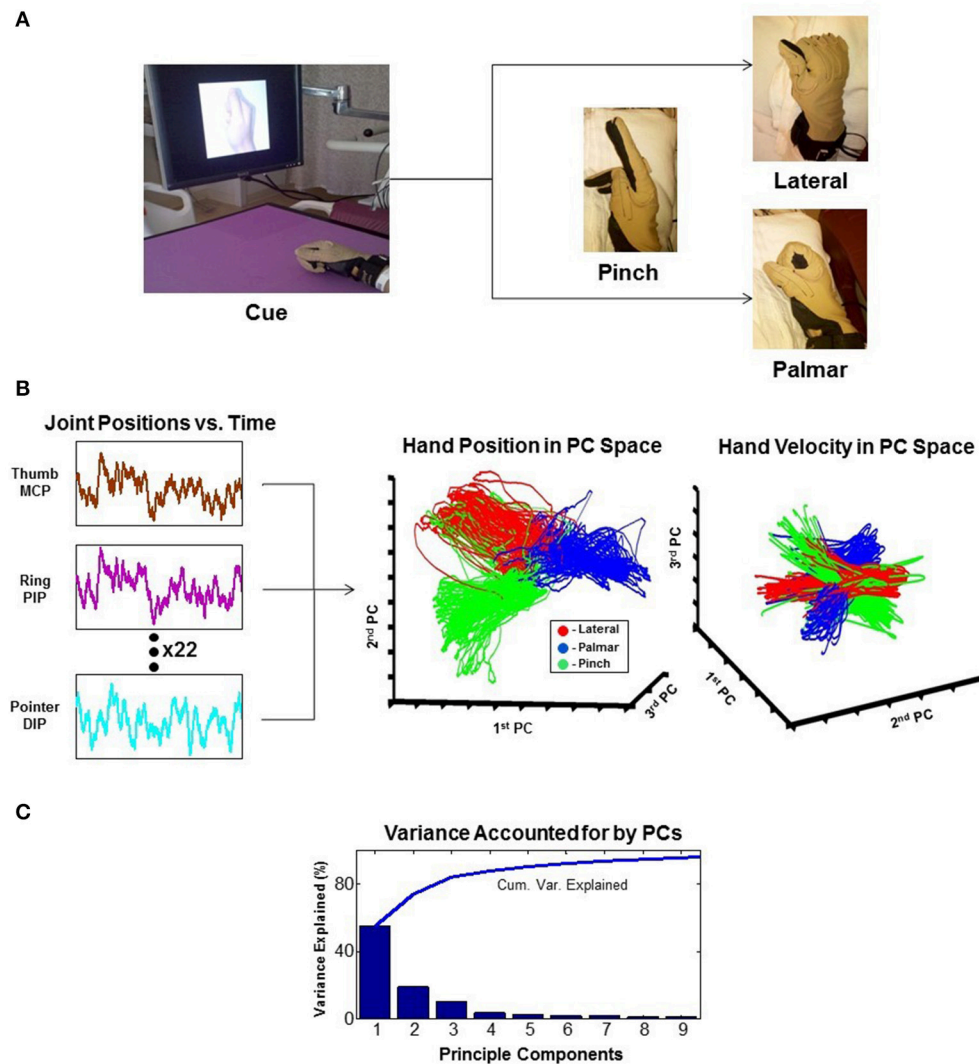 A
Cue
Pinch
Lateral
Palmar
B
Joint Positions vs. Time
Thumb
MCP
Ring
PIP
x22
Pointer
DIP
Hand Position in PC Space
2nd PC
1st PC
3rd PC
- Lateral
- Palmar
- Pinch
Hand Velocity in PC Space
3rd PC
1st PC
2nd PC
C
Variance Accounted for by PCs
Variance Explained (%)
80
40
0
Cum. Var. Explained
1 2 3 4 5 6 7 8 9
Principle Components